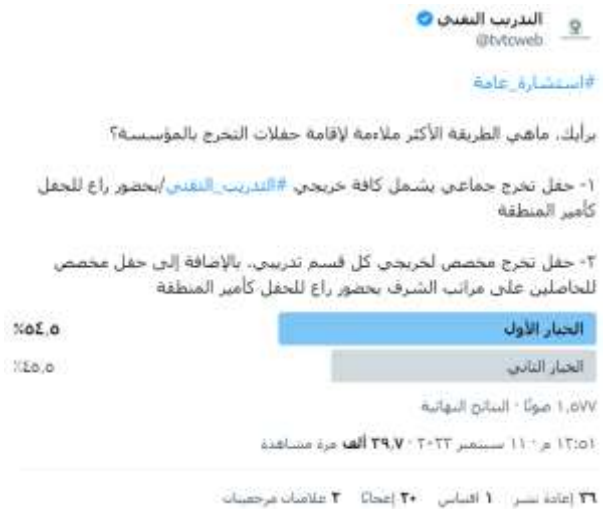 التدريب التقني
@tvtcweb
#استشارة_عامة
برأيك، ماهي الطريقة الأكثر ملاءمة لإقامة حفلات التخرج بالمؤسسة؟
١- حفل تخرج جماعي يشمل كافة خريجي #التدريب_التقني/بحضور راع للحفل
كأمير المنطقة
٢- حفل تخرج مخصص لخريجي كل قسم تدريبي، بالإضافة إلى حفل مخصص
للحاصلين على مراتب الشرف بحضور راع للحفل كأمير المنطقة
الخيار الأول ٥٤,٥%
الخيار الثاني ٤٥,٥%
١,٥٧٧ صوتًا · النتائج النهائية
١٢:٥١ م · ١١ سبتمبر ٢٠٢٣ · ٣٩,٧ ألف مرة مشاهدة
٣٦ إعادة نشر ١ اقتباس ٣٠ إعجابًا ٢ علامات مرجعيات